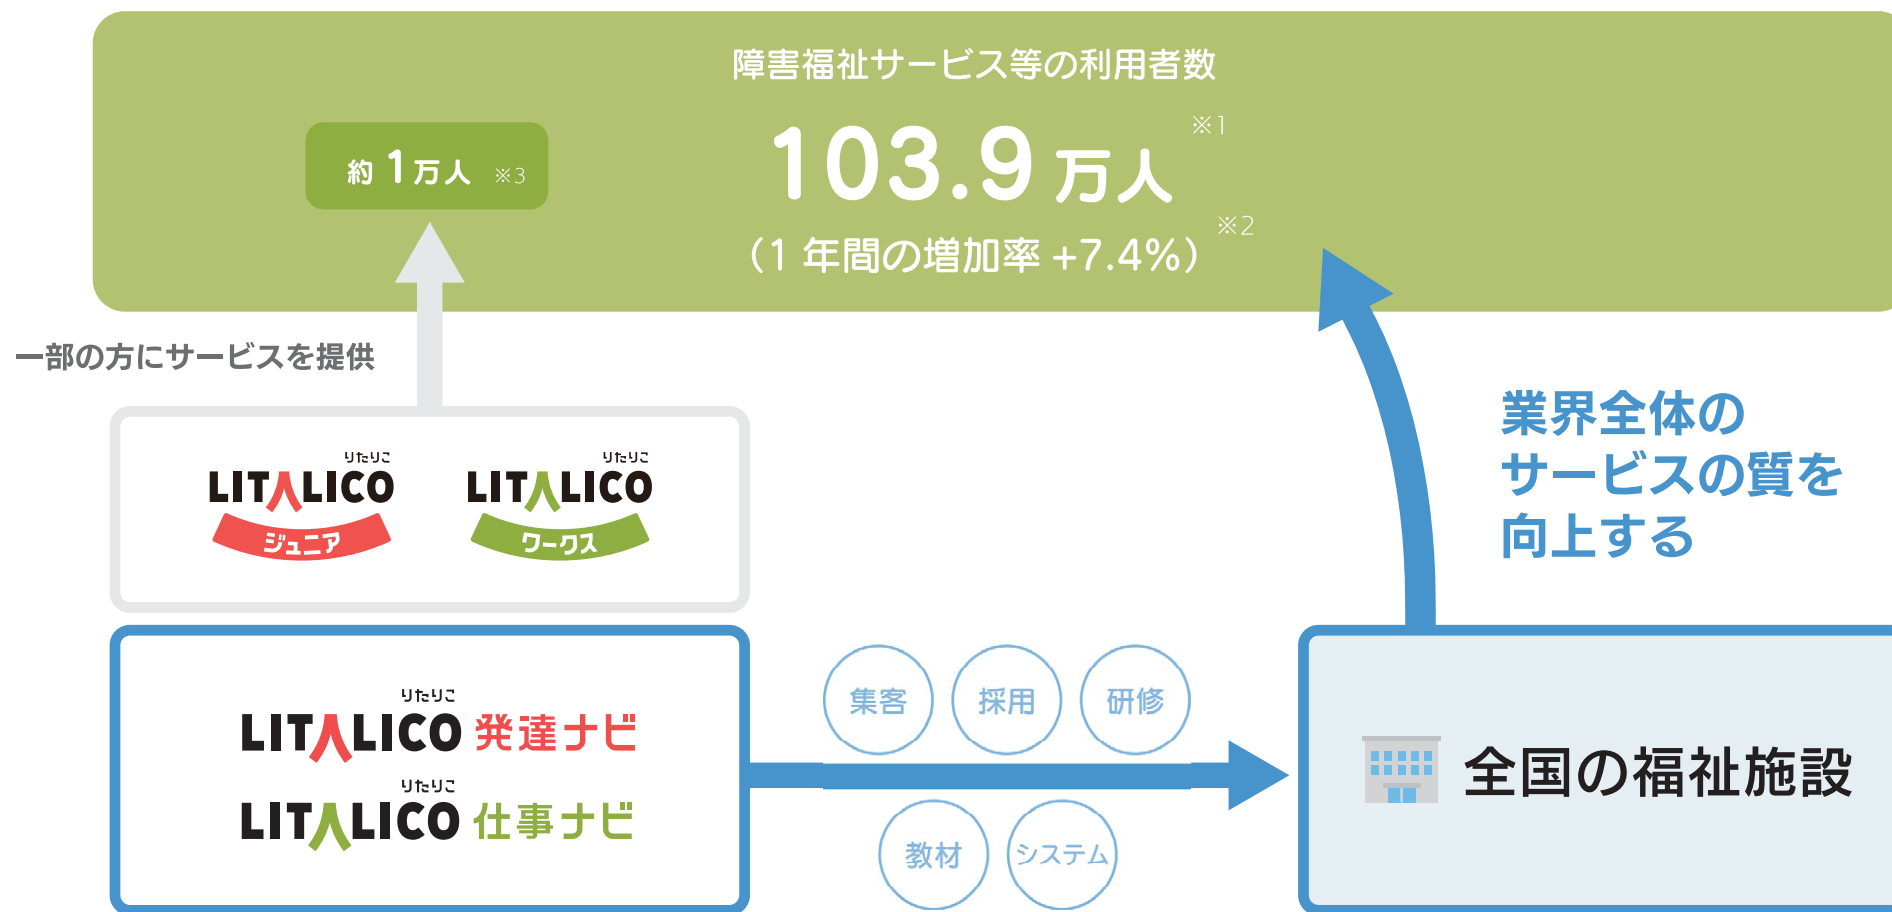 障害福祉サービス等の利用者数
103.9万人 ※1
（1年間の増加率 +7.4%） ※2
約1万人 ※3
一部の方にサービスを提供
りたりこ
LITALICO
ジュニア
りたりこ
LITALICO
ワークス
業界全体の
サービスの質を
向上する
りたりこ
LITALICO 発達ナビ
りたりこ
LITALICO 仕事ナビ
集客
採用
研修
教材
システム
全国の福祉施設